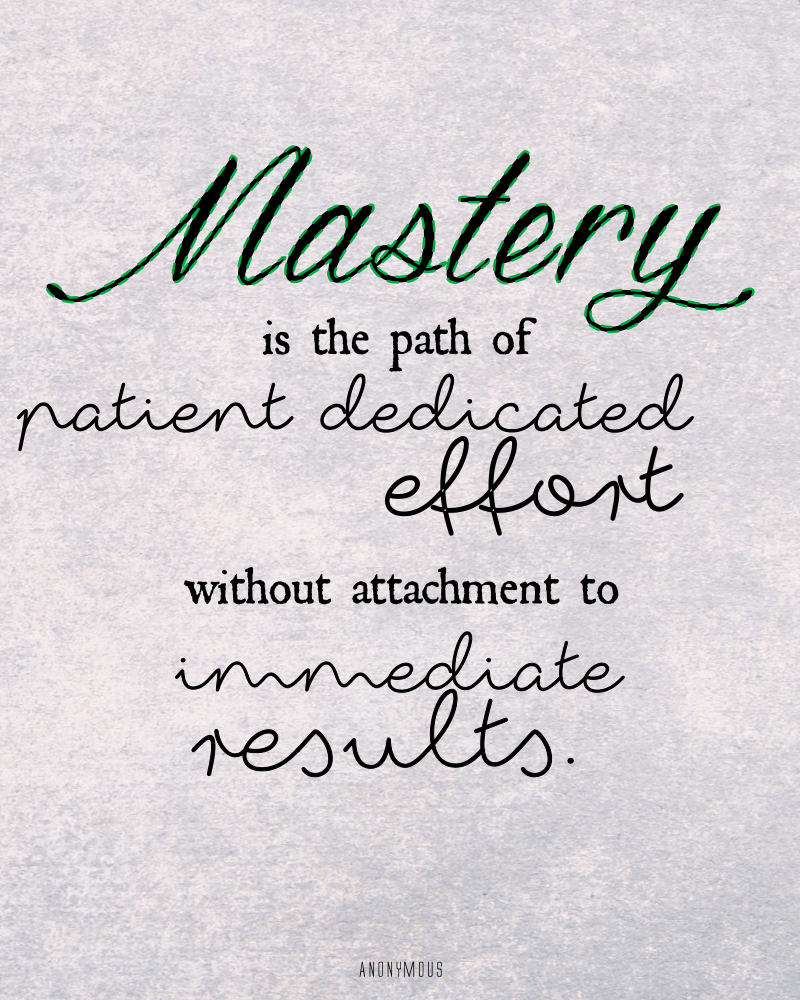 Mastery
is the path of
patient dedicated
effort
without attachment to
immediate
results.
ANONYMOUS